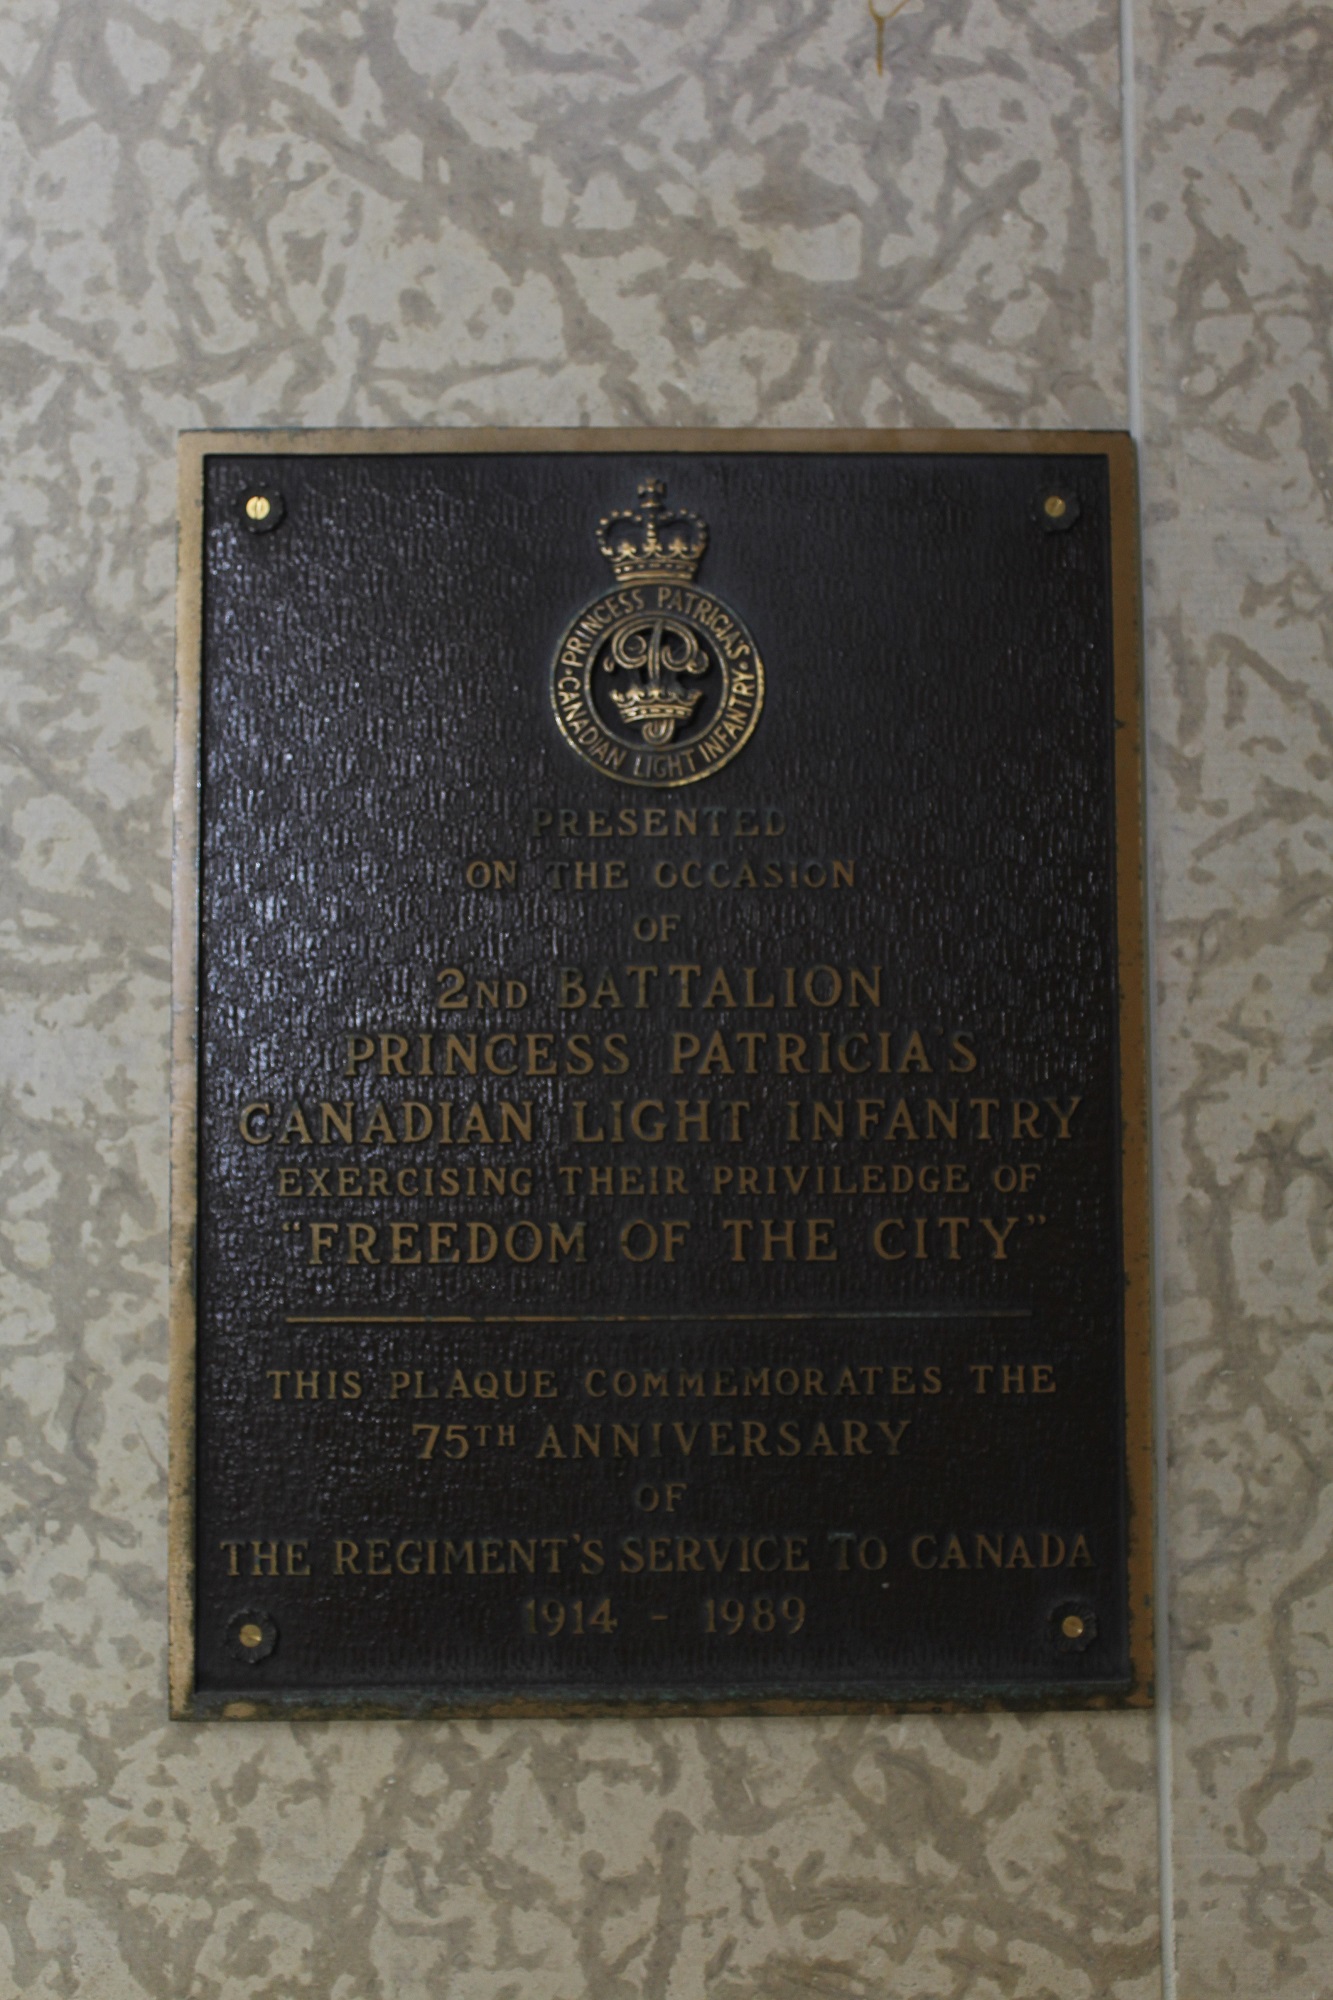 PRINCESS PATRICIA'S
CANADIAN LIGHT INFANTRY
PRESENTED
ON THE OCCASION
OF
2ND BATTALION
PRINCESS PATRICIA'S
CANADIAN LIGHT INFANTRY
EXERCISING THEIR PRIVILEDGE OF
"FREEDOM OF THE CITY"
THIS PLAQUE COMMEMORATES THE
75TH ANNIVERSARY
OF
THE REGIMENT'S SERVICE TO CANADA
1914 - 1989